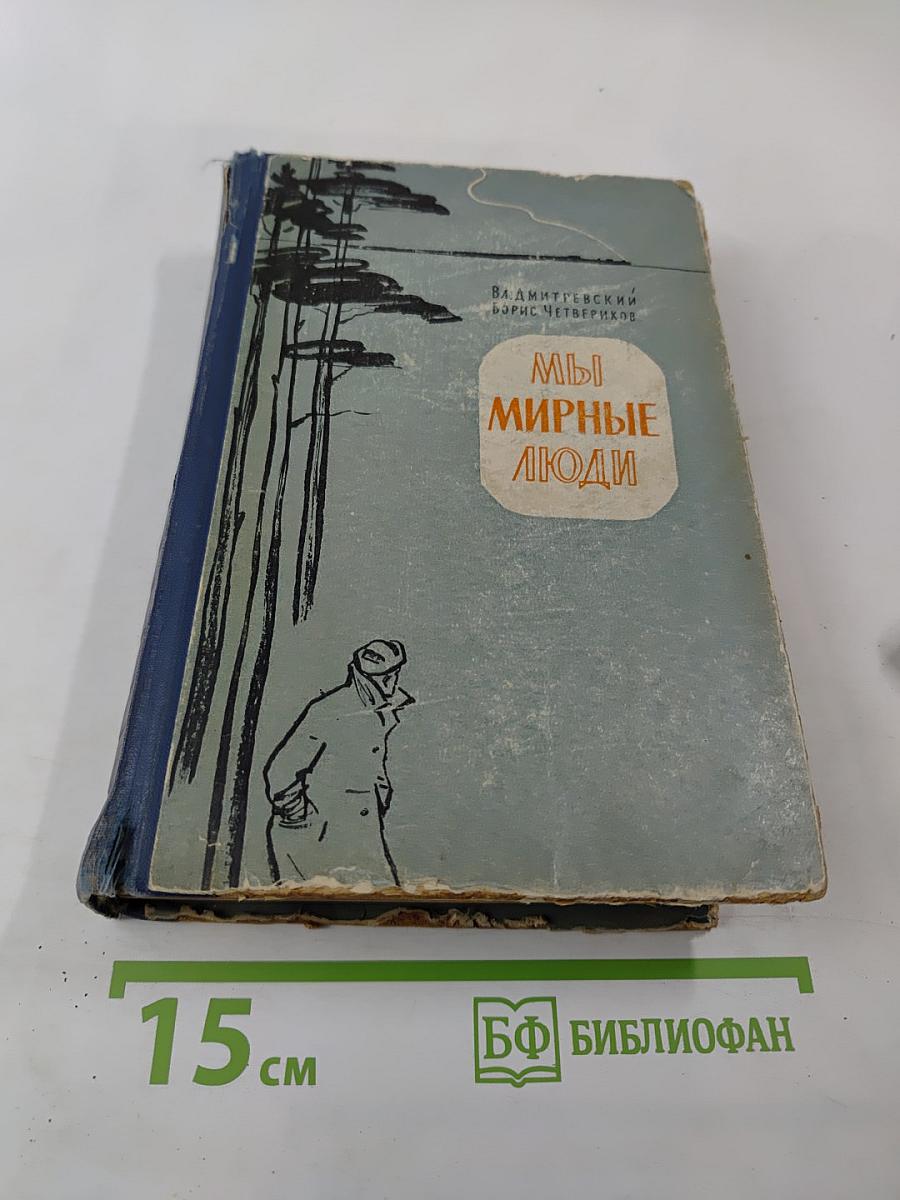 Вл. Дмитревский
Борис Четвериков
МЫ
МИРНЫЕ
ЛЮДИ
15 см
БФ БИБЛИОФАН